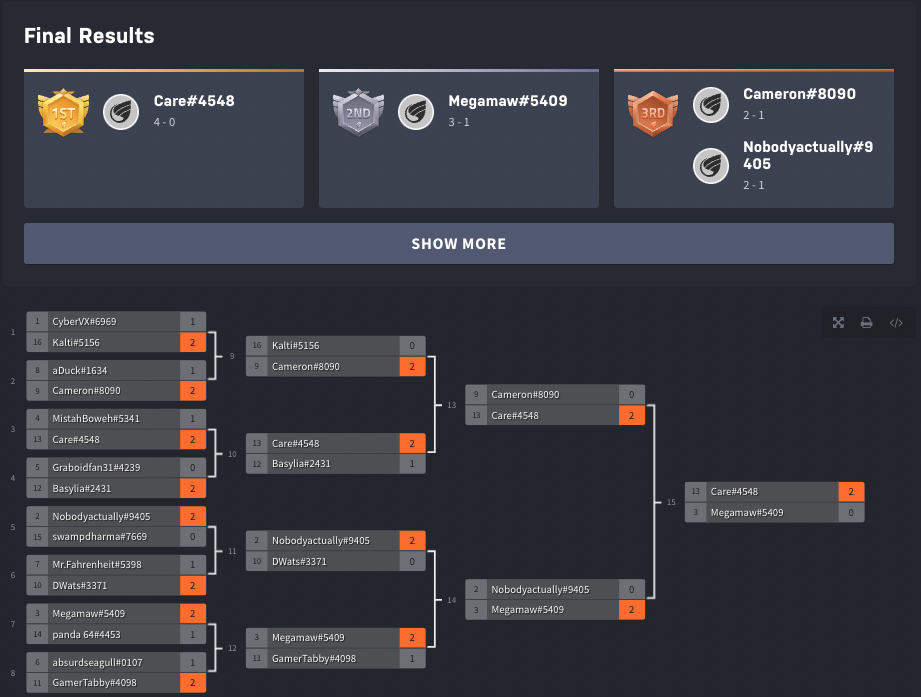 Final Results
1ST
Care#4548
4 - 0
2ND
Megamaw#5409
3 - 1
3RD
Cameron#8090
2 - 1
Nobodyactually#9
405
2 - 1
SHOW MORE
1
1 CyberVX#6969 1
16 Kalti#5156 2
2
8 aDuck#1634 1
9 Cameron#8090 2
3
4 MistahBoweh#5341 1
13 Care#4548 2
4
5 Graboidfan31#4239 0
12 Basylia#2431 2
5
2 Nobodyactually#9405 2
15 swampdharma#7669 0
6
7 Mr.Fahrenheit#5398 1
10 DWats#3371 2
7
3 Megamaw#5409 2
14 panda 64#4453 1
8
6 absurdseagull#0107 1
11 GamerTabby#4098 2
9
16 Kalti#5156 0
9 Cameron#8090 2
10
13 Care#4548 2
12 Basylia#2431 1
11
2 Nobodyactually#9405 2
10 DWats#3371 0
12
3 Megamaw#5409 2
11 GamerTabby#4098 1
13
9 Cameron#8090 0
13 Care#4548 2
14
2 Nobodyactually#9405 0
3 Megamaw#5409 2
15
13 Care#4548 2
3 Megamaw#5409 0